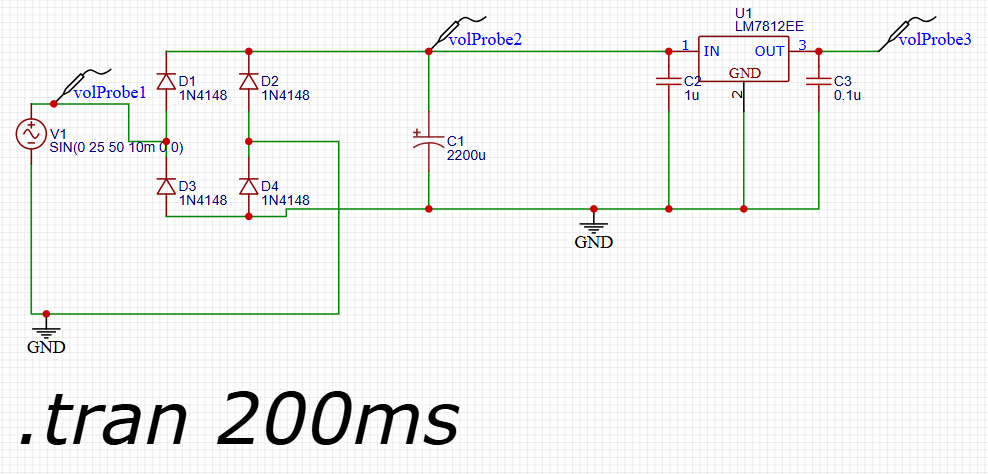 U1
LM7812EE
volProbe2
volProbe3
1 IN OUT 3
GND
2
volProbe1
D1
1N4148
D2
1N4148
C2
1u
C3
0.1u
V1
SIN(0 25 50 10m 0 0)
C1
2200u
D3
1N4148
D4
1N4148
GND
GND
.tran 200ms